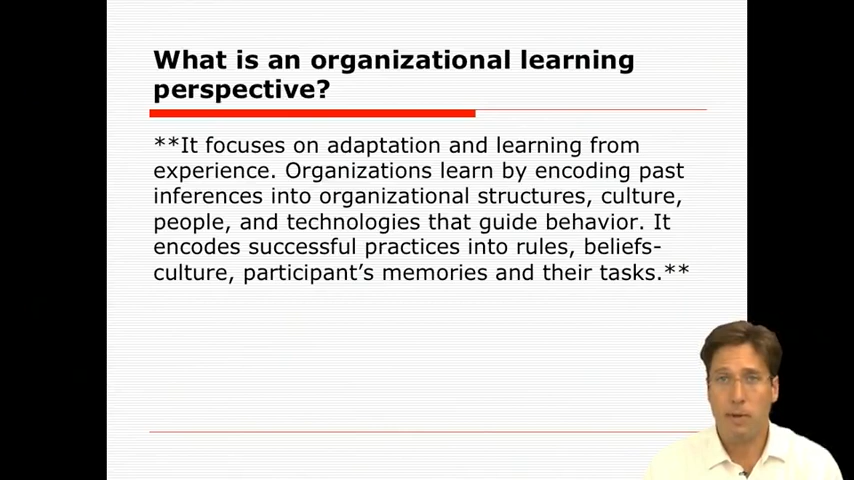 What is an organizational learning
perspective?
**It focuses on adaptation and learning from
experience. Organizations learn by encoding past
inferences into organizational structures, culture,
people, and technologies that guide behavior. It
encodes successful practices into rules, beliefs-
culture, participant’s memories and their tasks.**